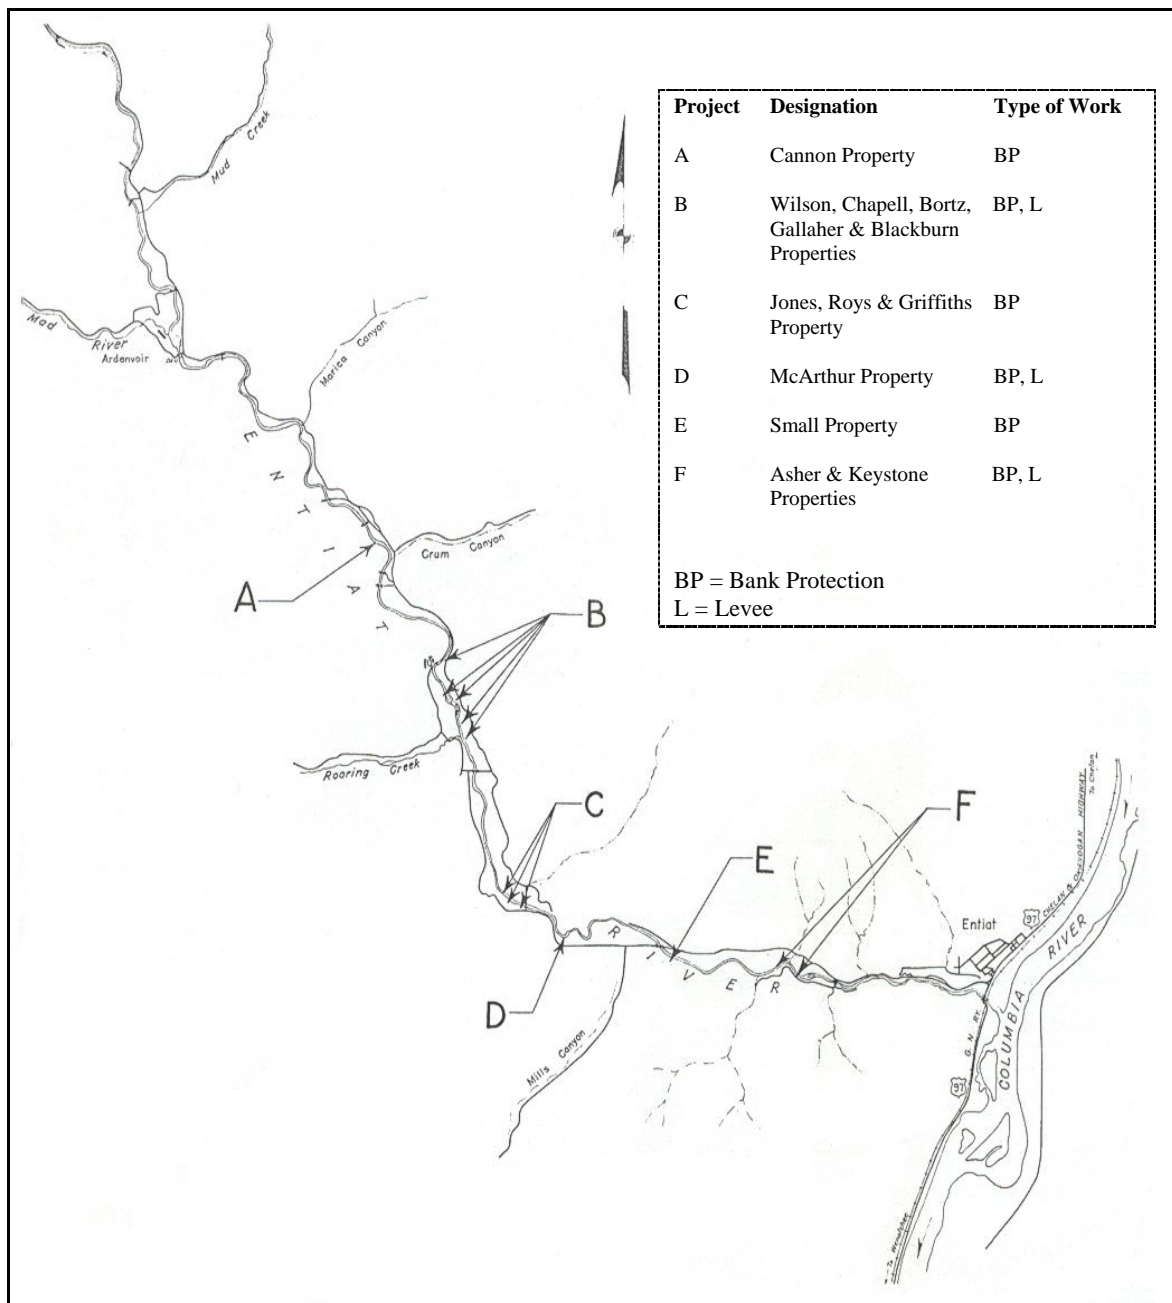 Project Designation Type of Work
A Cannon Property BP
B Wilson, Chapell, Bortz, BP, L
Gallaher & Blackburn
Properties
C Jones, Roys & Griffiths BP
Property
D McArthur Property BP, L
E Small Property BP
F Asher & Keystone BP, L
Properties
BP = Bank Protection
L = Levee
Mud Creek
Mad River
Ardenvoir
Marica Canyon
ENTIAT
Crum Canyon
A
B
Roaring Creek
C
F
E
RIVER
D
Mills Canyon
Entiat
97
CHELAN & OKANOGAN HIGHWAY
To Chelan
COLUMBIA RIVER
G. N. RY.
97
To Wenatchee